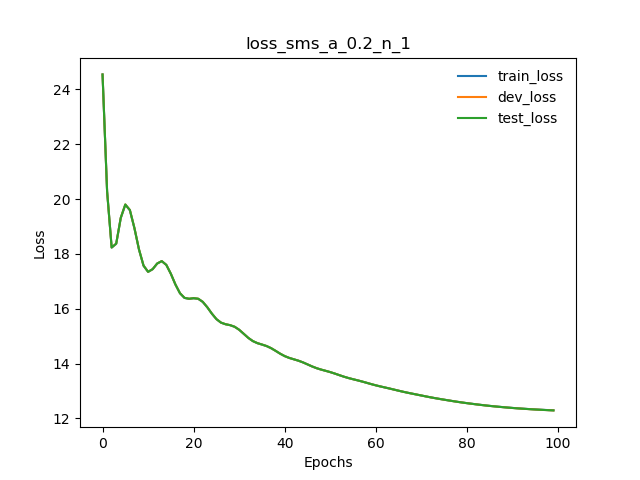 loss_sms_a_0.2_n_1
train_loss
dev_loss
test_loss
24
22
20
18
16
14
12
Loss
0 20 40 60 80 100
Epochs